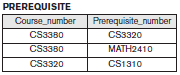 PREREQUISITE
Course_number Prerequisite_number
CS3380 CS3320
CS3380 MATH2410
CS3320 CS1310